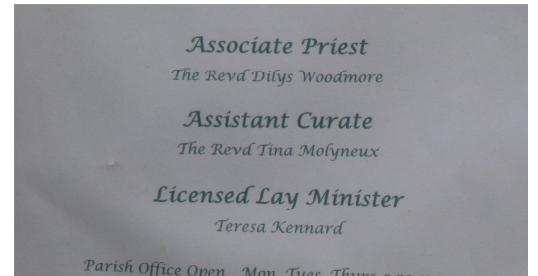 Associate Priest
The Revd Dilys Woodmore
Assistant Curate
The Revd Tina Molyneux
Licensed Lay Minister
Teresa Kennard
Parish Office Open Mon, Tues, Thurs